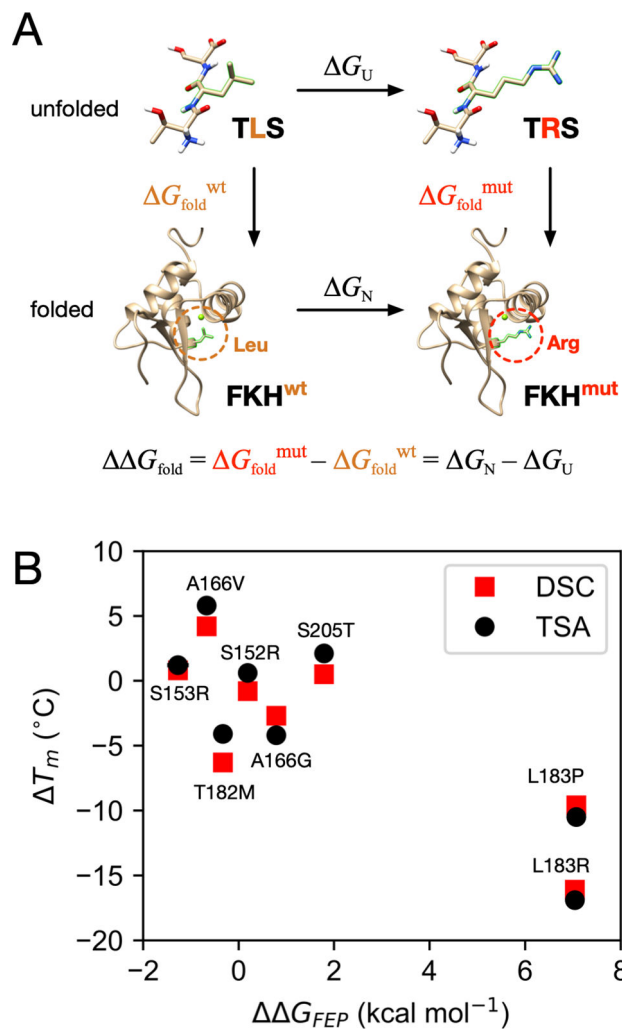 A
ΔG_U
unfolded
TLS
TRS
ΔG_fold^wt
ΔG_fold^mut
folded
ΔG_N
Leu
Arg
FKH^wt
FKH^mut
ΔΔG_fold = ΔG_fold^mut − ΔG_fold^wt = ΔG_N − ΔG_U
B
10
5
0
−5
−10
−15
−20
ΔT_m (°C)
A166V
S153R
S152R
S205T
T182M
A166G
L183P
L183R
DSC
TSA
−2
0
2
4
6
8
ΔΔG_FEP (kcal mol⁻¹)